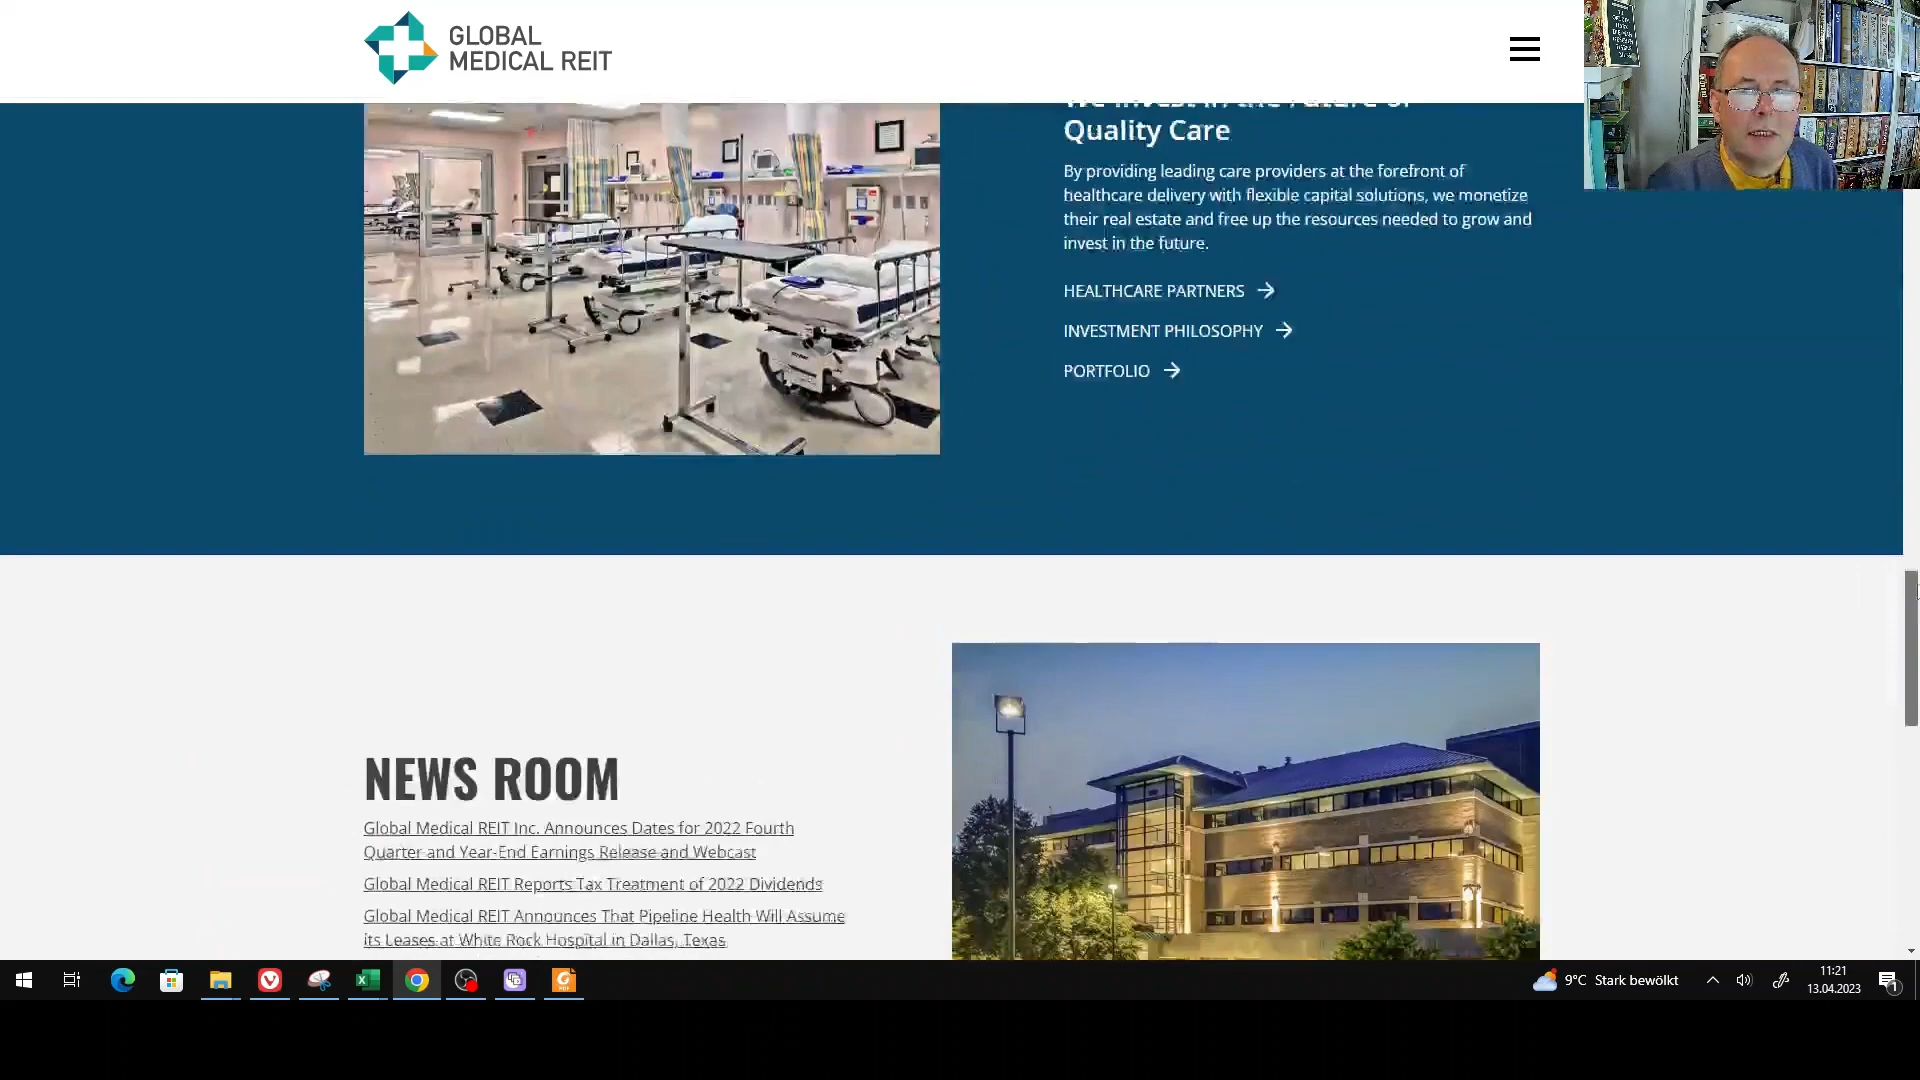 GLOBAL
MEDICAL REIT
Quality Care
By providing leading care providers at the forefront of
healthcare delivery with flexible capital solutions, we monetize
their real estate and free up the resources needed to grow and
invest in the future.
HEALTHCARE PARTNERS
INVESTMENT PHILOSOPHY
PORTFOLIO
NEWS ROOM
Global Medical REIT Inc. Announces Dates for 2022 Fourth
Quarter and Year-End Earnings Release and Webcast
Global Medical REIT Reports Tax Treatment of 2022 Dividends
Global Medical REIT Announces That Pipeline Health Will Assume
its Leases at White Rock Hospital in Dallas, Texas
9°C Stark bewölkt
11:21
13.04.2023
1